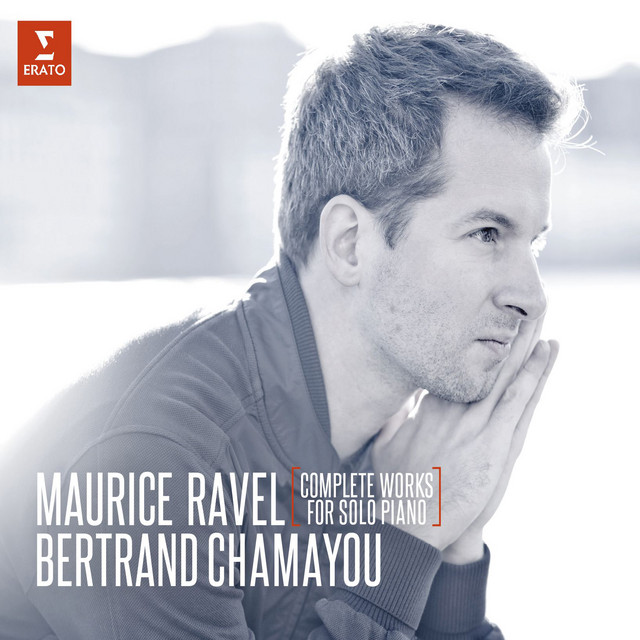 ERATO
MAURICE RAVEL [COMPLETE WORKS
FOR SOLO PIANO]
BERTRAND CHAMAYOU